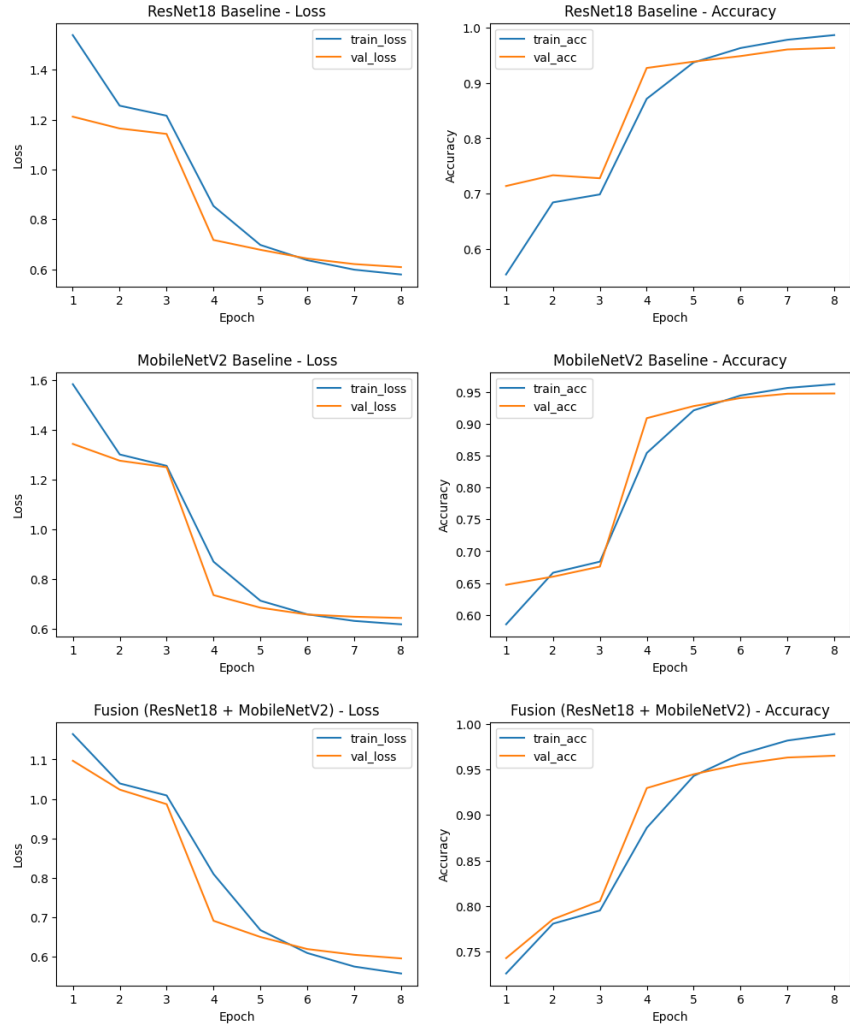 ResNet18 Baseline - Loss
train_loss
val_loss
1.4
1.2
1.0
0.8
0.6
Loss
1 2 3 4 5 6 7 8
Epoch
ResNet18 Baseline - Accuracy
train_acc
val_acc
1.0
0.9
0.8
0.7
0.6
Accuracy
1 2 3 4 5 6 7 8
Epoch
MobileNetV2 Baseline - Loss
train_loss
val_loss
1.6
1.4
1.2
1.0
0.8
0.6
Loss
1 2 3 4 5 6 7 8
Epoch
MobileNetV2 Baseline - Accuracy
train_acc
val_acc
0.95
0.90
0.85
0.80
0.75
0.70
0.65
0.60
Accuracy
1 2 3 4 5 6 7 8
Epoch
Fusion (ResNet18 + MobileNetV2) - Loss
train_loss
val_loss
1.1
1.0
0.9
0.8
0.7
0.6
Loss
1 2 3 4 5 6 7 8
Epoch
Fusion (ResNet18 + MobileNetV2) - Accuracy
train_acc
val_acc
1.00
0.95
0.90
0.85
0.80
0.75
Accuracy
1 2 3 4 5 6 7 8
Epoch